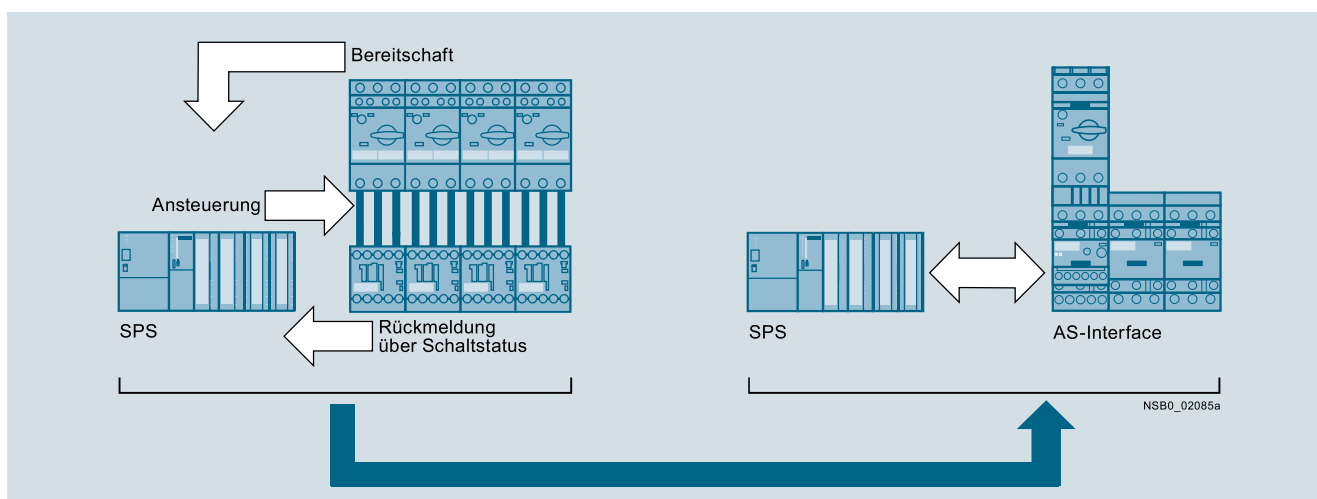 Bereitschaft
Ansteuerung
SPS
Rückmeldung
über Schaltstatus
SPS
AS-Interface
NSB0_02085a